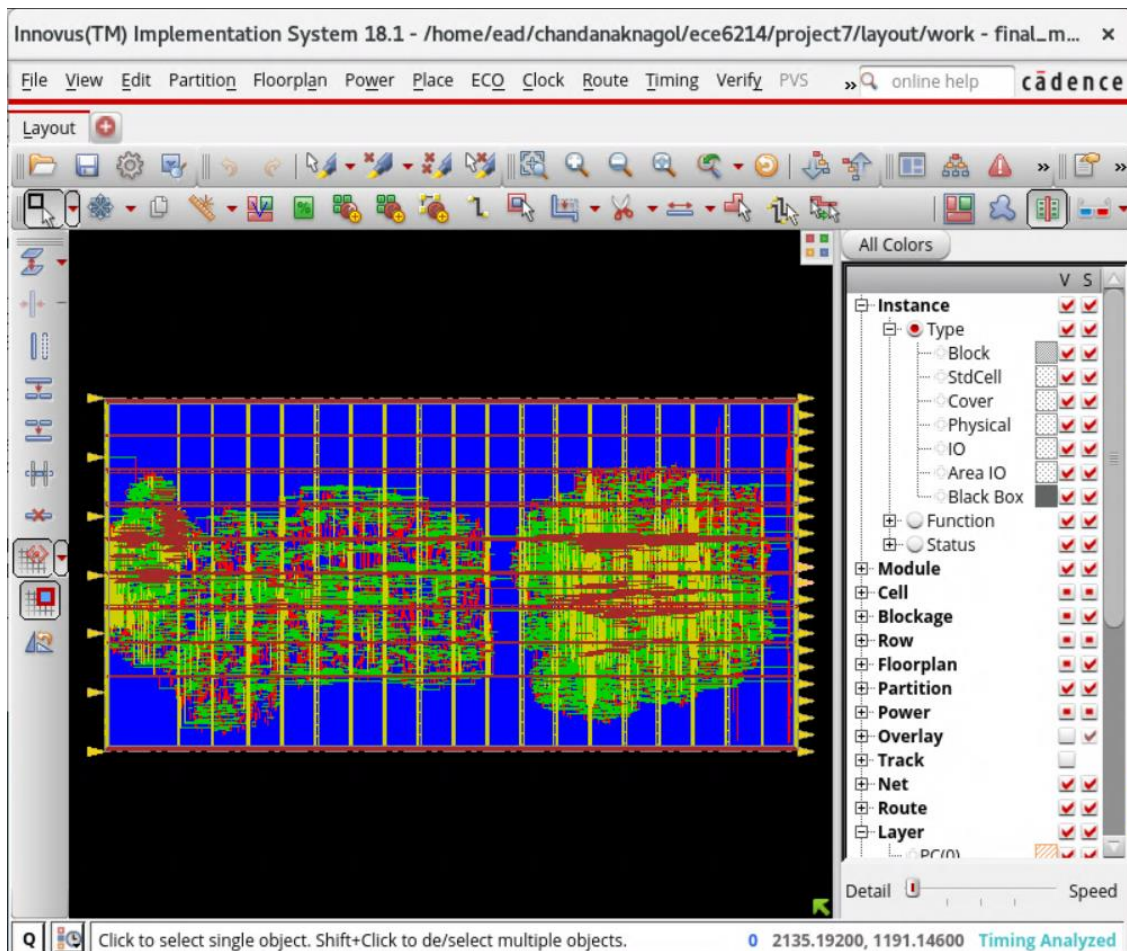 Innovus(TM) Implementation System 18.1 - /home/ead/chandanaknagol/ece6214/project7/layout/work - final_m... ×
File View Edit Partition Floorplan Power Place ECO Clock Route Timing Verify PVS » online help cādence
Layout
» »
All Colors
V S
Instance
Type
Block
StdCell
Cover
Physical
IO
Area IO
Black Box
Function
Status
Module
Cell
Blockage
Row
Floorplan
Partition
Power
Overlay
Track
Net
Route
Layer
PC(0)
Detail Speed
Q Click to select single object. Shift+Click to de/select multiple objects. 0 2135.19200, 1191.14600 Timing Analyzed